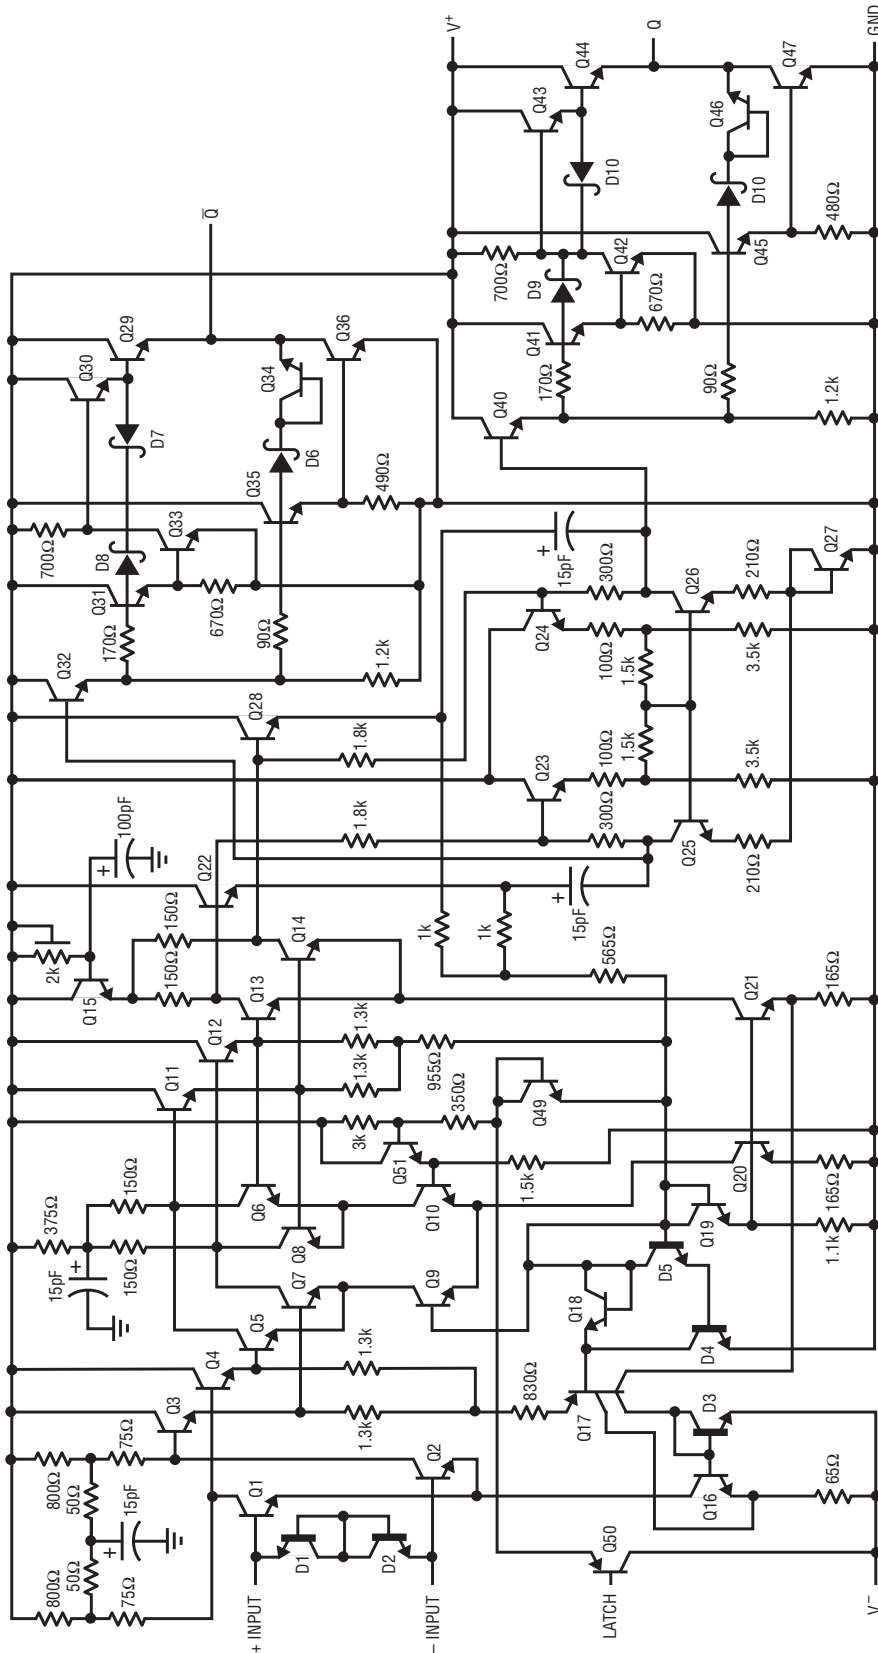 800Ω
800Ω
50Ω
50Ω
75Ω
75Ω
15pF
+
+ INPUT
– INPUT
LATCH
V–
D1
D2
Q1
Q2
Q50
Q3
Q4
1.3k
1.3k
830Ω
Q17
Q16
D3
65Ω
375Ω
15pF
+
150Ω
150Ω
Q5
Q6
Q7
Q8
Q9
Q10
Q18
D4
D5
Q19
1.1k
Q20
165Ω
Q51
3k
350Ω
1.5k
Q49
Q11
Q12
1.3k
1.3k
955Ω
2k
Q15
100pF
+
150Ω
150Ω
Q13
Q14
Q21
165Ω
1k
1k
565Ω
Q22
15pF
+
1.8k
1.8k
Q28
Q23
Q24
300Ω
300Ω
100Ω
100Ω
1.5k
1.5k
3.5k
3.5k
15pF
+
Q25
Q26
210Ω
210Ω
Q27
Q32
170Ω
90Ω
1.2k
Q31
D8
700Ω
Q33
670Ω
Q30
Q29
D7
Q35
D6
Q34
490Ω
Q36
Q̅
Q40
170Ω
90Ω
1.2k
Q41
D9
700Ω
Q42
670Ω
Q43
Q44
D10
Q45
D10
Q46
480Ω
Q47
V+
Q
GND